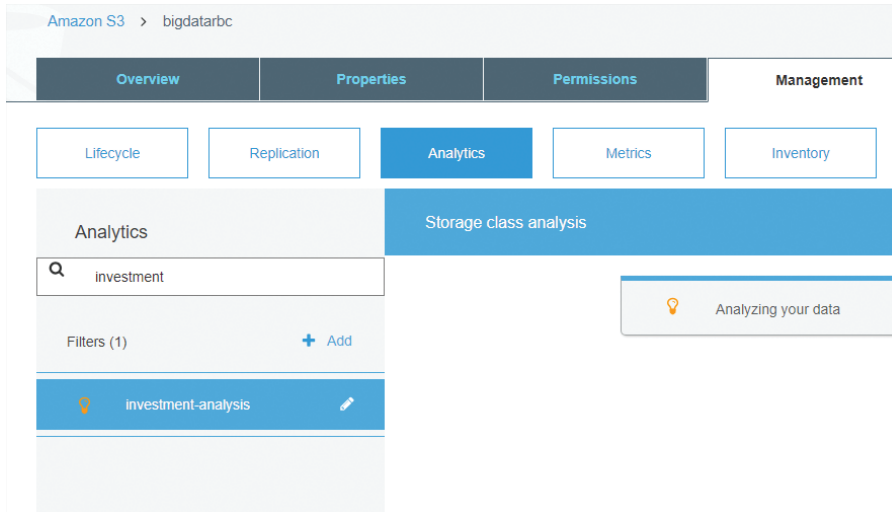 Amazon S3 > bigdatarbc
Overview Properties Permissions Management
Lifecycle Replication Analytics Metrics Inventory
Analytics
Storage class analysis
investment
Analyzing your data
Filters (1) + Add
investment-analysis